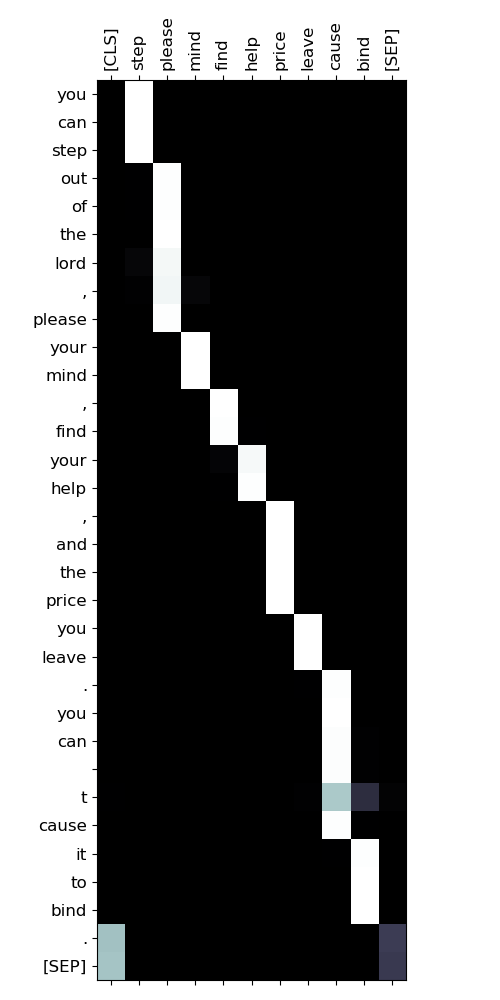 [CLS] step please mind find help price leave cause bind [SEP]
you
can
step
out
of
the
lord
,
please
your
mind
,
find
your
help
,
and
the
price
you
leave
.
you
can
t
cause
it
to
bind
.
[SEP]